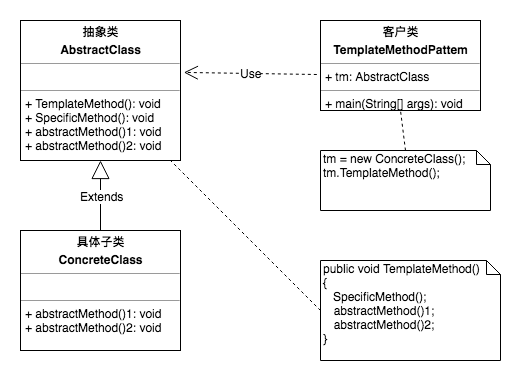 抽象类
AbstractClass
+ TemplateMethod(): void
+ SpecificMethod(): void
+ abstractMethod()1: void
+ abstractMethod()2: void
Use
客户类
TemplateMethodPattem
+ tm: AbstractClass
+ main(String[] args): void
tm = new ConcreteClass();
tm.TemplateMethod();
Extends
具体子类
ConcreteClass
+ abstractMethod()1: void
+ abstractMethod()2: void
public void TemplateMethod()
{
SpecificMethod();
abstractMethod()1;
abstractMethod()2;
}